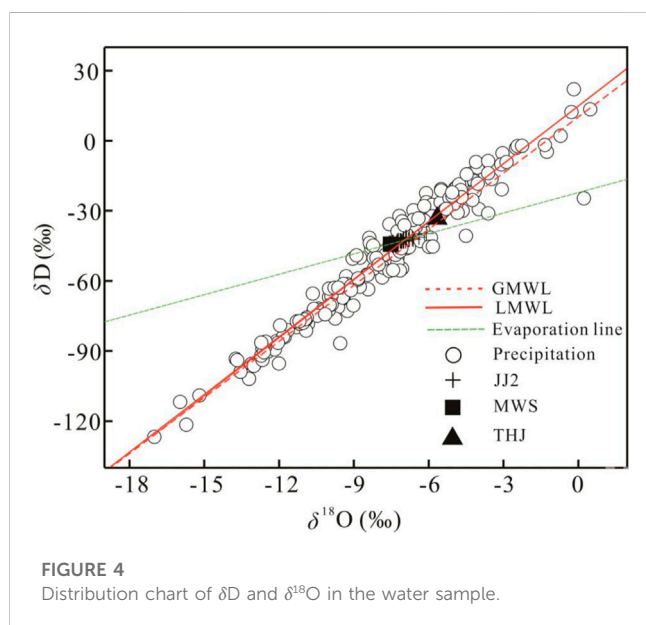 30
0
-30
-60
-90
-120
δD (‰)
GMWL
LMWL
Evaporation line
Precipitation
JJ2
MWS
THJ
-18 -15 -12 -9 -6 -3 0
δ¹⁸O (‰)
FIGURE 4
Distribution chart of δD and δ¹⁸O in the water sample.